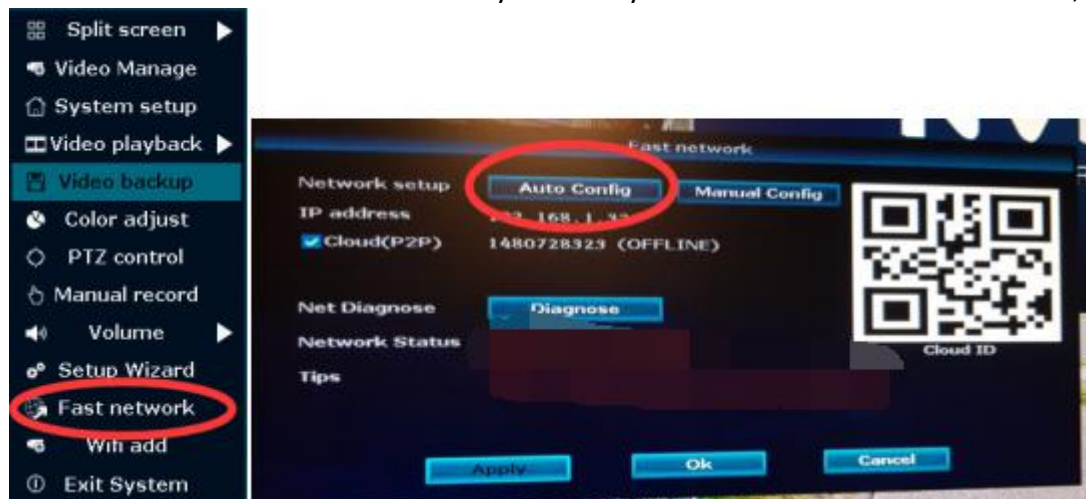 Split screen
Video Manage
System setup
Video playback
Video backup
Color adjust
PTZ control
Manual record
Volume
Setup Wizard
Fast network
Wifi add
Exit System
Fast network
Network setup Auto Config Manual Config
IP address 168.1.
Cloud(P2P) 1480728323 (OFFLINE)
Net Diagnose Diagnose
Network Status
Cloud ID
Tips
Apply Ok Cancel